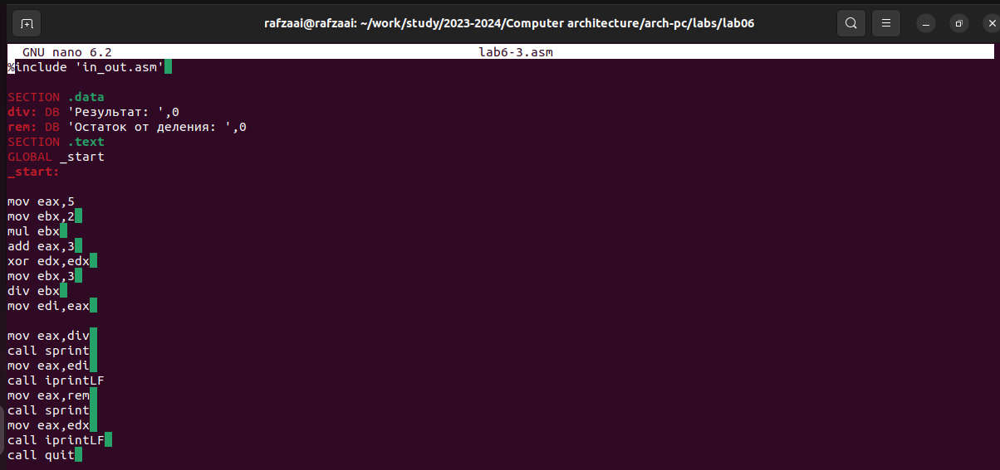 rafzaai@rafzaai: ~/work/study/2023-2024/Computer architecture/arch-pc/labs/lab06
GNU nano 6.2 lab6-3.asm
%include 'in_out.asm'
SECTION .data
div: DB 'Результат: ',0
rem: DB 'Остаток от деления: ',0
SECTION .text
GLOBAL _start
_start:
mov eax,5
mov ebx,2
mul ebx
add eax,3
xor edx,edx
mov ebx,3
div ebx
mov edi,eax
mov eax,div
call sprint
mov eax,edi
call iprintLF
mov eax,rem
call sprint
mov eax,edx
call iprintLF
call quit